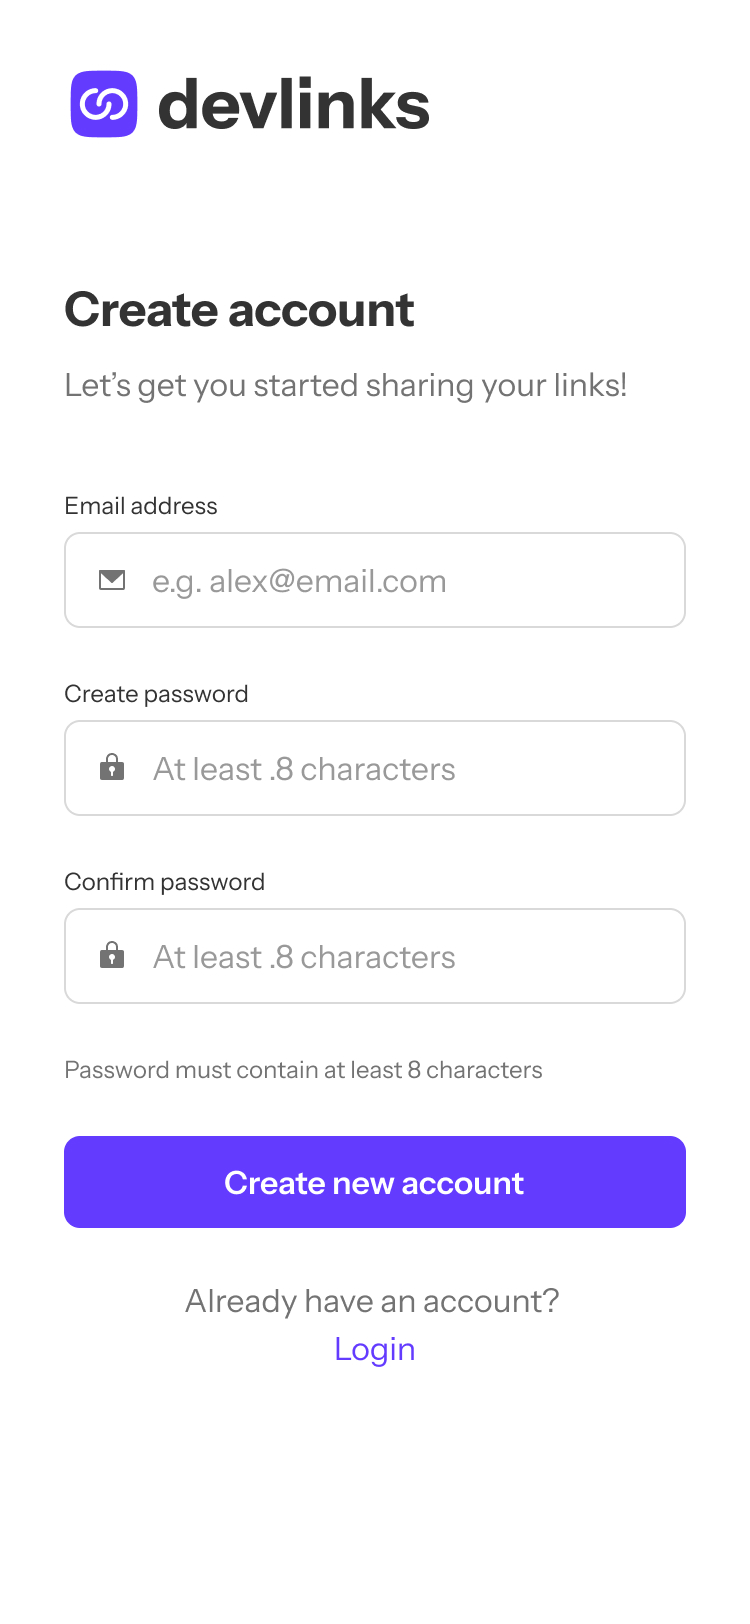 devlinks
Create account
Let’s get you started sharing your links!
Email address
e.g. alex@email.com
Create password
At least .8 characters
Confirm password
At least .8 characters
Password must contain at least 8 characters
Create new account
Already have an account?
Login